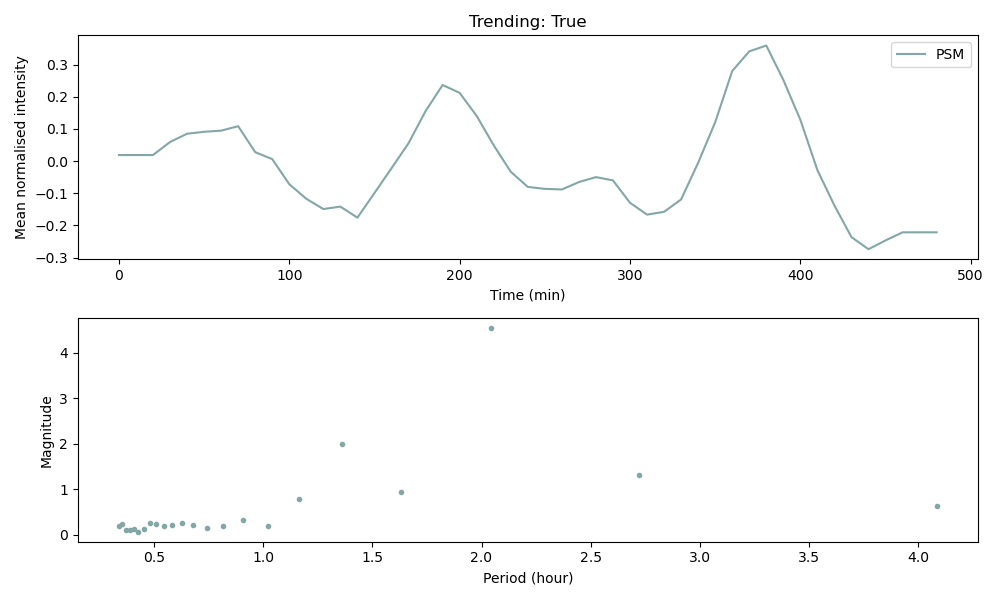 Trending: True
Mean normalised intensity
0.3
0.2
0.1
0.0
−0.1
−0.2
−0.3
PSM
0 100 200 300 400 500
Time (min)
Magnitude
4
3
2
1
0
0.5 1.0 1.5 2.0 2.5 3.0 3.5 4.0
Period (hour)